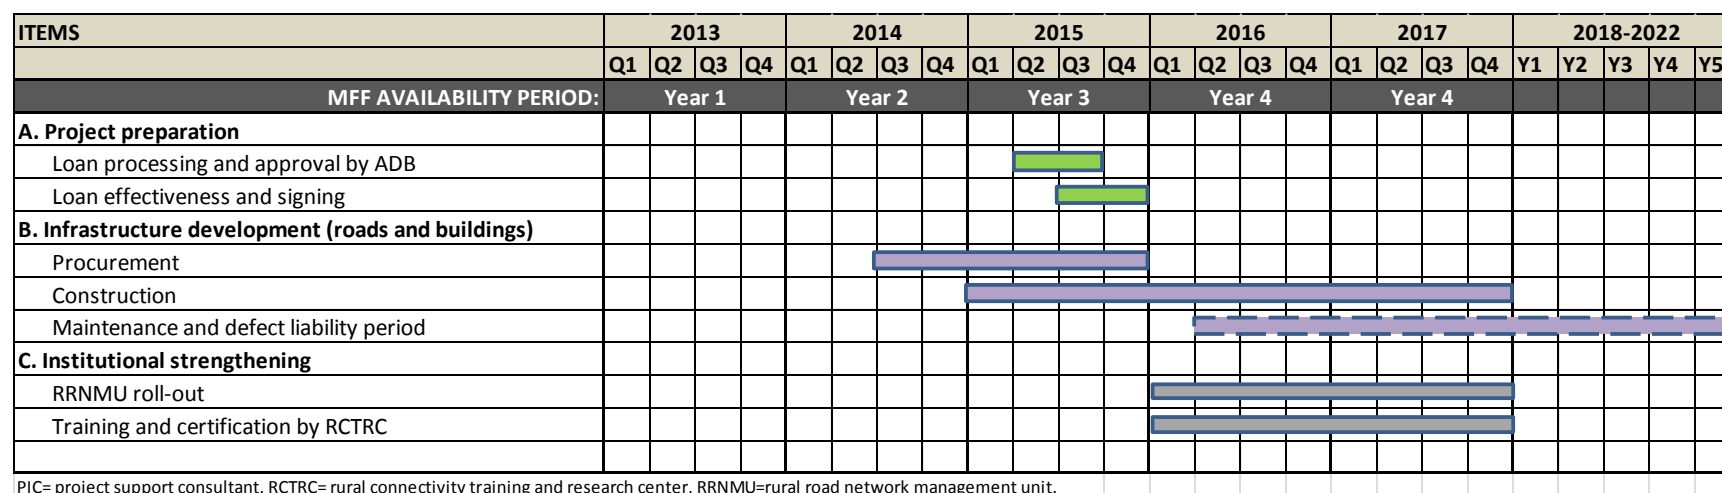 ITEMS 2013 2014 2015 2016 2017 2018-2022
Q1 Q2 Q3 Q4 Q1 Q2 Q3 Q4 Q1 Q2 Q3 Q4 Q1 Q2 Q3 Q4 Q1 Q2 Q3 Q4 Y1 Y2 Y3 Y4 Y5
MFF AVAILABILITY PERIOD: Year 1 Year 2 Year 3 Year 4 Year 4
A. Project preparation
Loan processing and approval by ADB
Loan effectiveness and signing
B. Infrastructure development (roads and buildings)
Procurement
Construction
Maintenance and defect liability period
C. Institutional strengthening
RRNMU roll-out
Training and certification by RCTRC
PIC= project support consultant, RCTRC= rural connectivity training and research center, RRNMU=rural road network management unit.